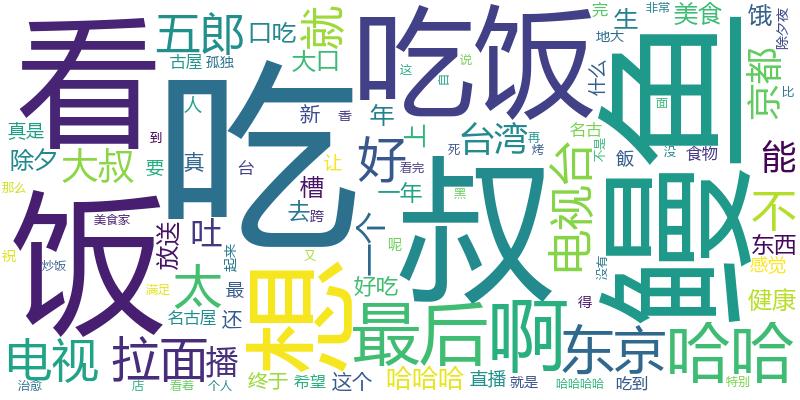 看
五郎
口吃
就
吃饭
生
美食
饿
非常
完
地大
除夕夜
古屋
孤独
大口
什么
鳗鱼
京都
比
真是
到
人
吃
新
年
香
这
自
说
上
台湾
再
名古
面
除夕
大叔
要
真
台
让
好
看完
死
烤
不是
飯
没
食物
能
那么
饭
美食家
槽
一年
叔
黑
电视台
不
放送
吐
去
跨
个
一
东西
祝
炒饭
起来
想
又
呢
没有
感觉
满足
太
最
好吃
得
健康
名古屋
还
最后
啊
东京
哈哈
电视
拉面
播
治愈
店
看着
个人
终于
希望
这个
哈哈哈
直播
就是
哈哈哈哈
吃到
特别